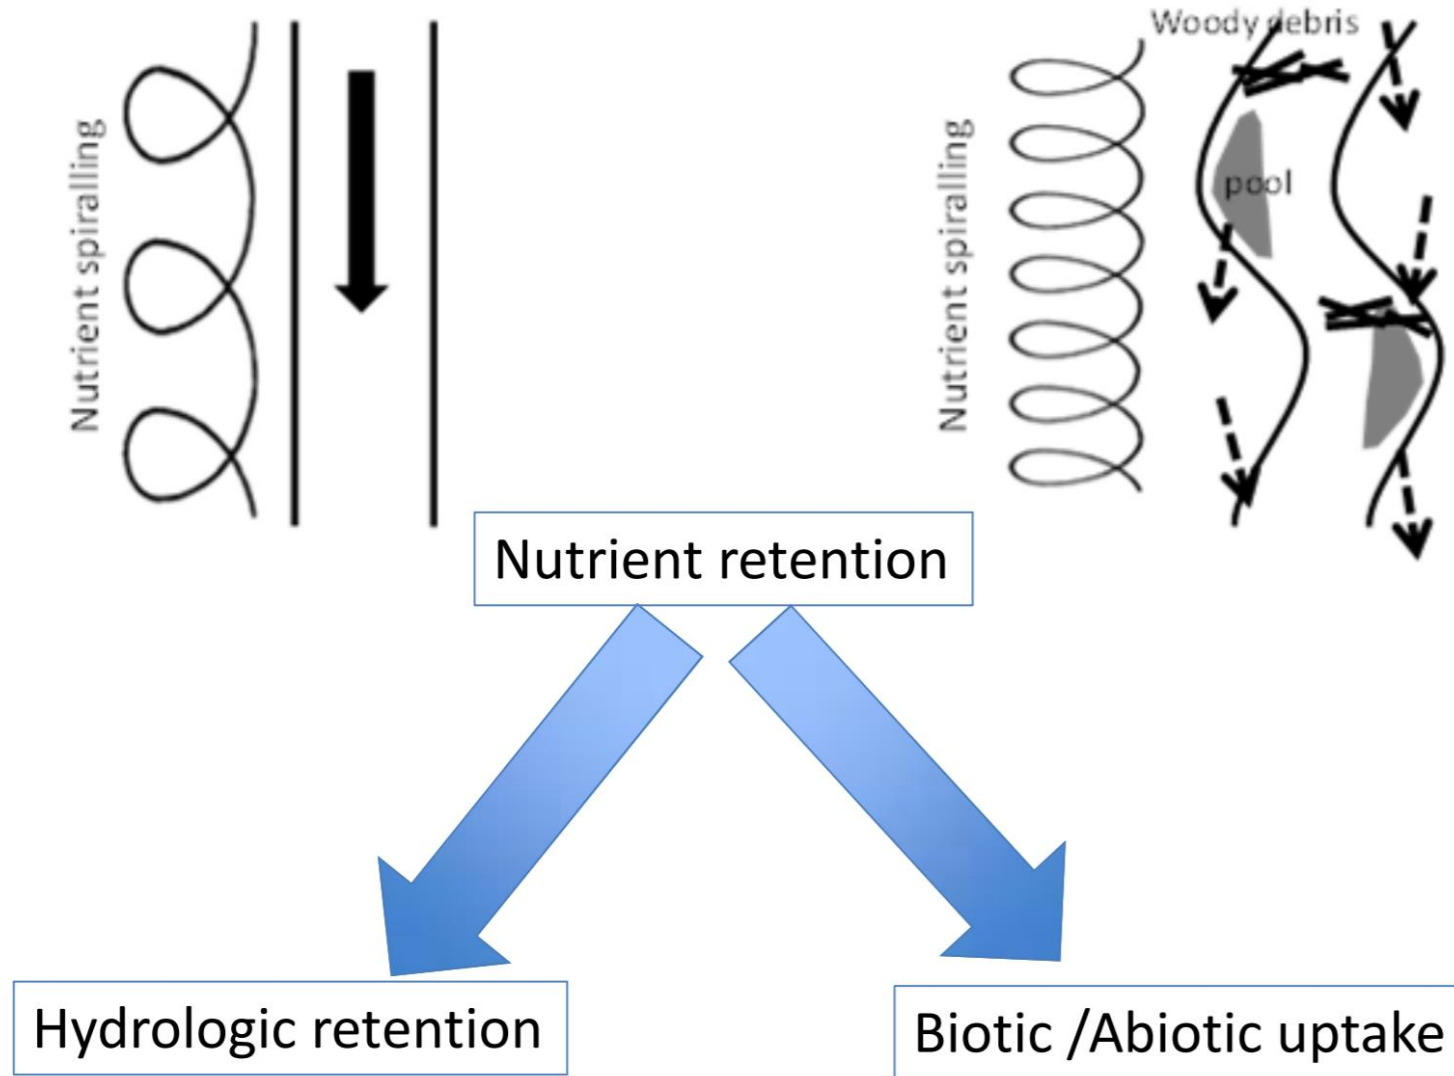 Nutrient spiralling
Woody debris
Nutrient spiralling
pool
Nutrient retention
Hydrologic retention
Biotic /Abiotic uptake